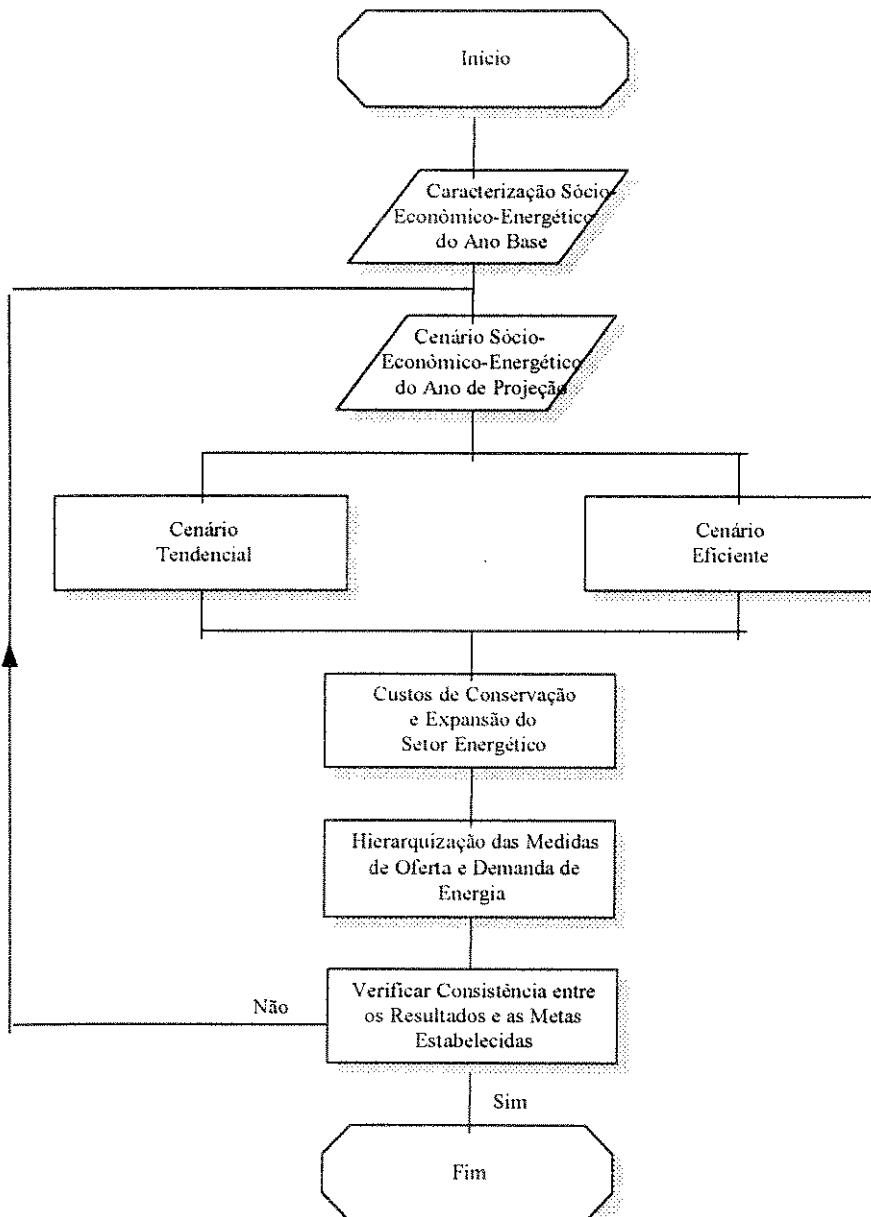 Início
Caracterização Sócio-
Econômico-Energético
do Ano Base
Cenário Sócio-
Econômico-Energético
do Ano de Projeção
Cenário
Tendencial
Cenário
Eficiente
Custos de Conservação
e Expansão do
Setor Energético
Hierarquização das Medidas
de Oferta e Demanda de
Energia
Verificar Consistência entre
os Resultados e as Metas
Estabelecidas
Não
Sim
Fim